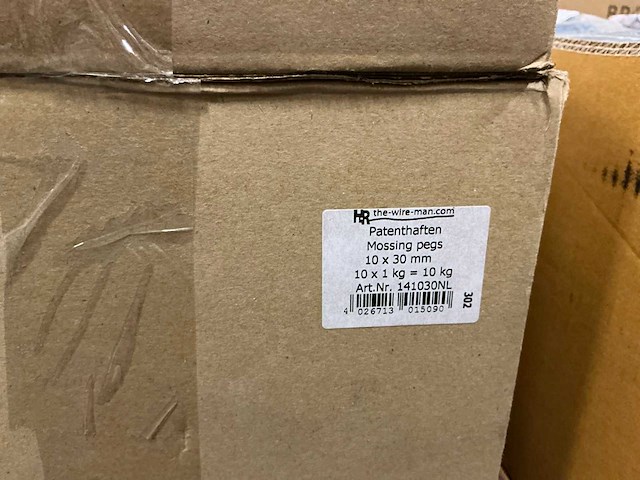 HR the-wire-man.com
Patenthaften
Mossing pegs
10 x 30 mm
10 x 1 kg = 10 kg
Art.Nr. 141030NL
4 026713 015090
302